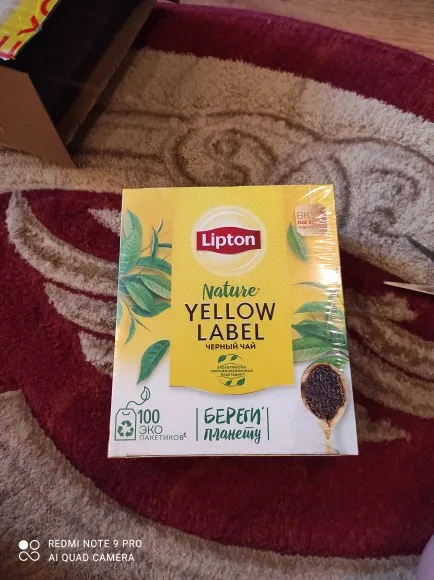 Lipton
Nature
YELLOW
LABEL
ЧЕРНЫЙ ЧАЙ
100
ЭКО
ПАКЕТИКОВ
БЕРЕГИ
планету
REDMI NOTE 9 PRO
AI QUAD CAMERA